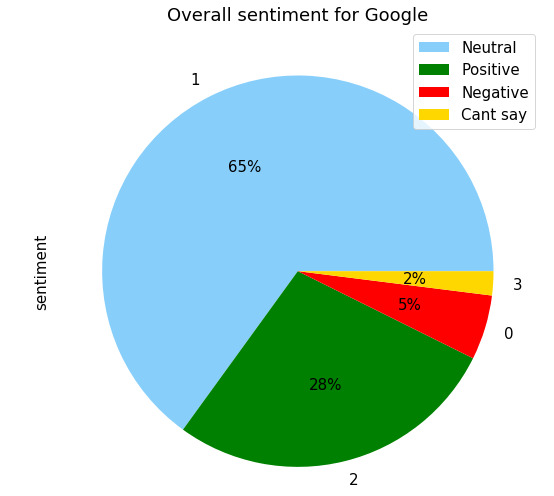 Overall sentiment for Google
Neutral
Positive
Negative
Cant say
1
65%
sentiment
2%
3
5%
0
28%
2